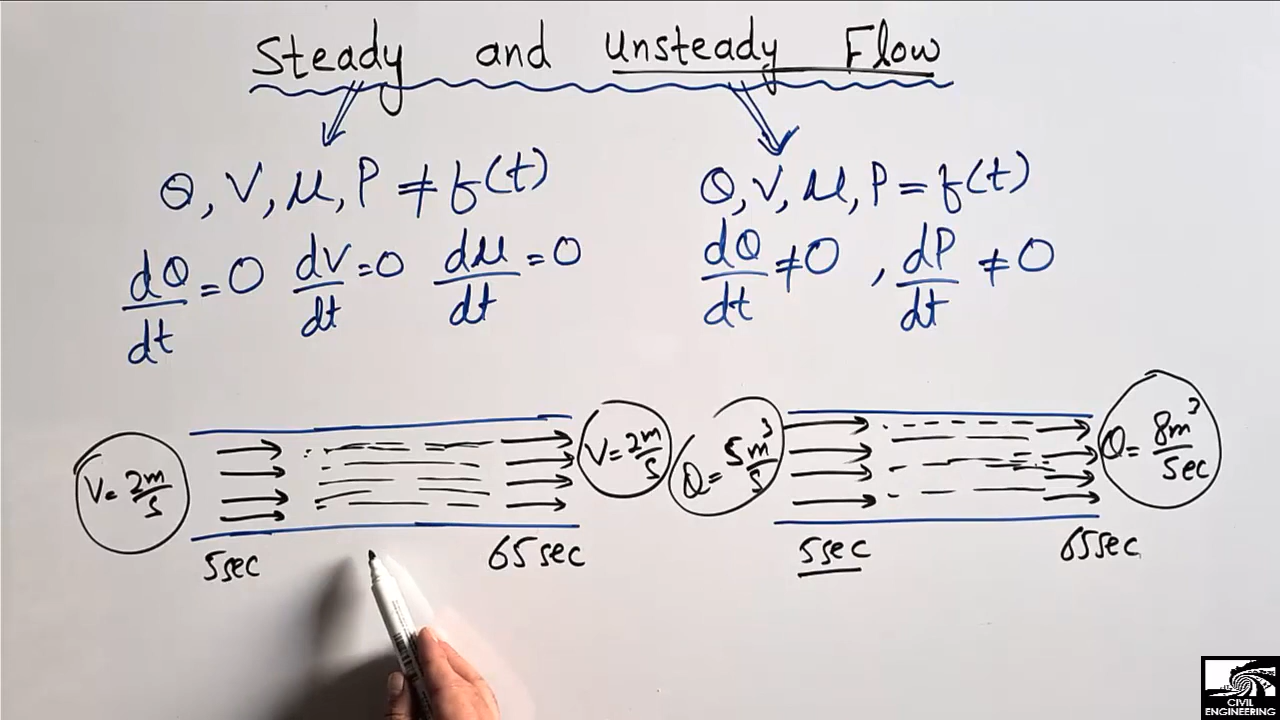 Steady and Unsteady Flow
Q, V, μ, P ≠ f(t)
dQ/dt = 0 dV/dt = 0 dμ/dt = 0
Q, V, μ, P = f(t)
dQ/dt ≠ 0 , dP/dt ≠ 0
V = 2m/s
V = 2m/s
5sec
65sec
Q = 5m³/s
Q = 8m³/sec
5sec
65sec
CIVIL
ENGINEERING